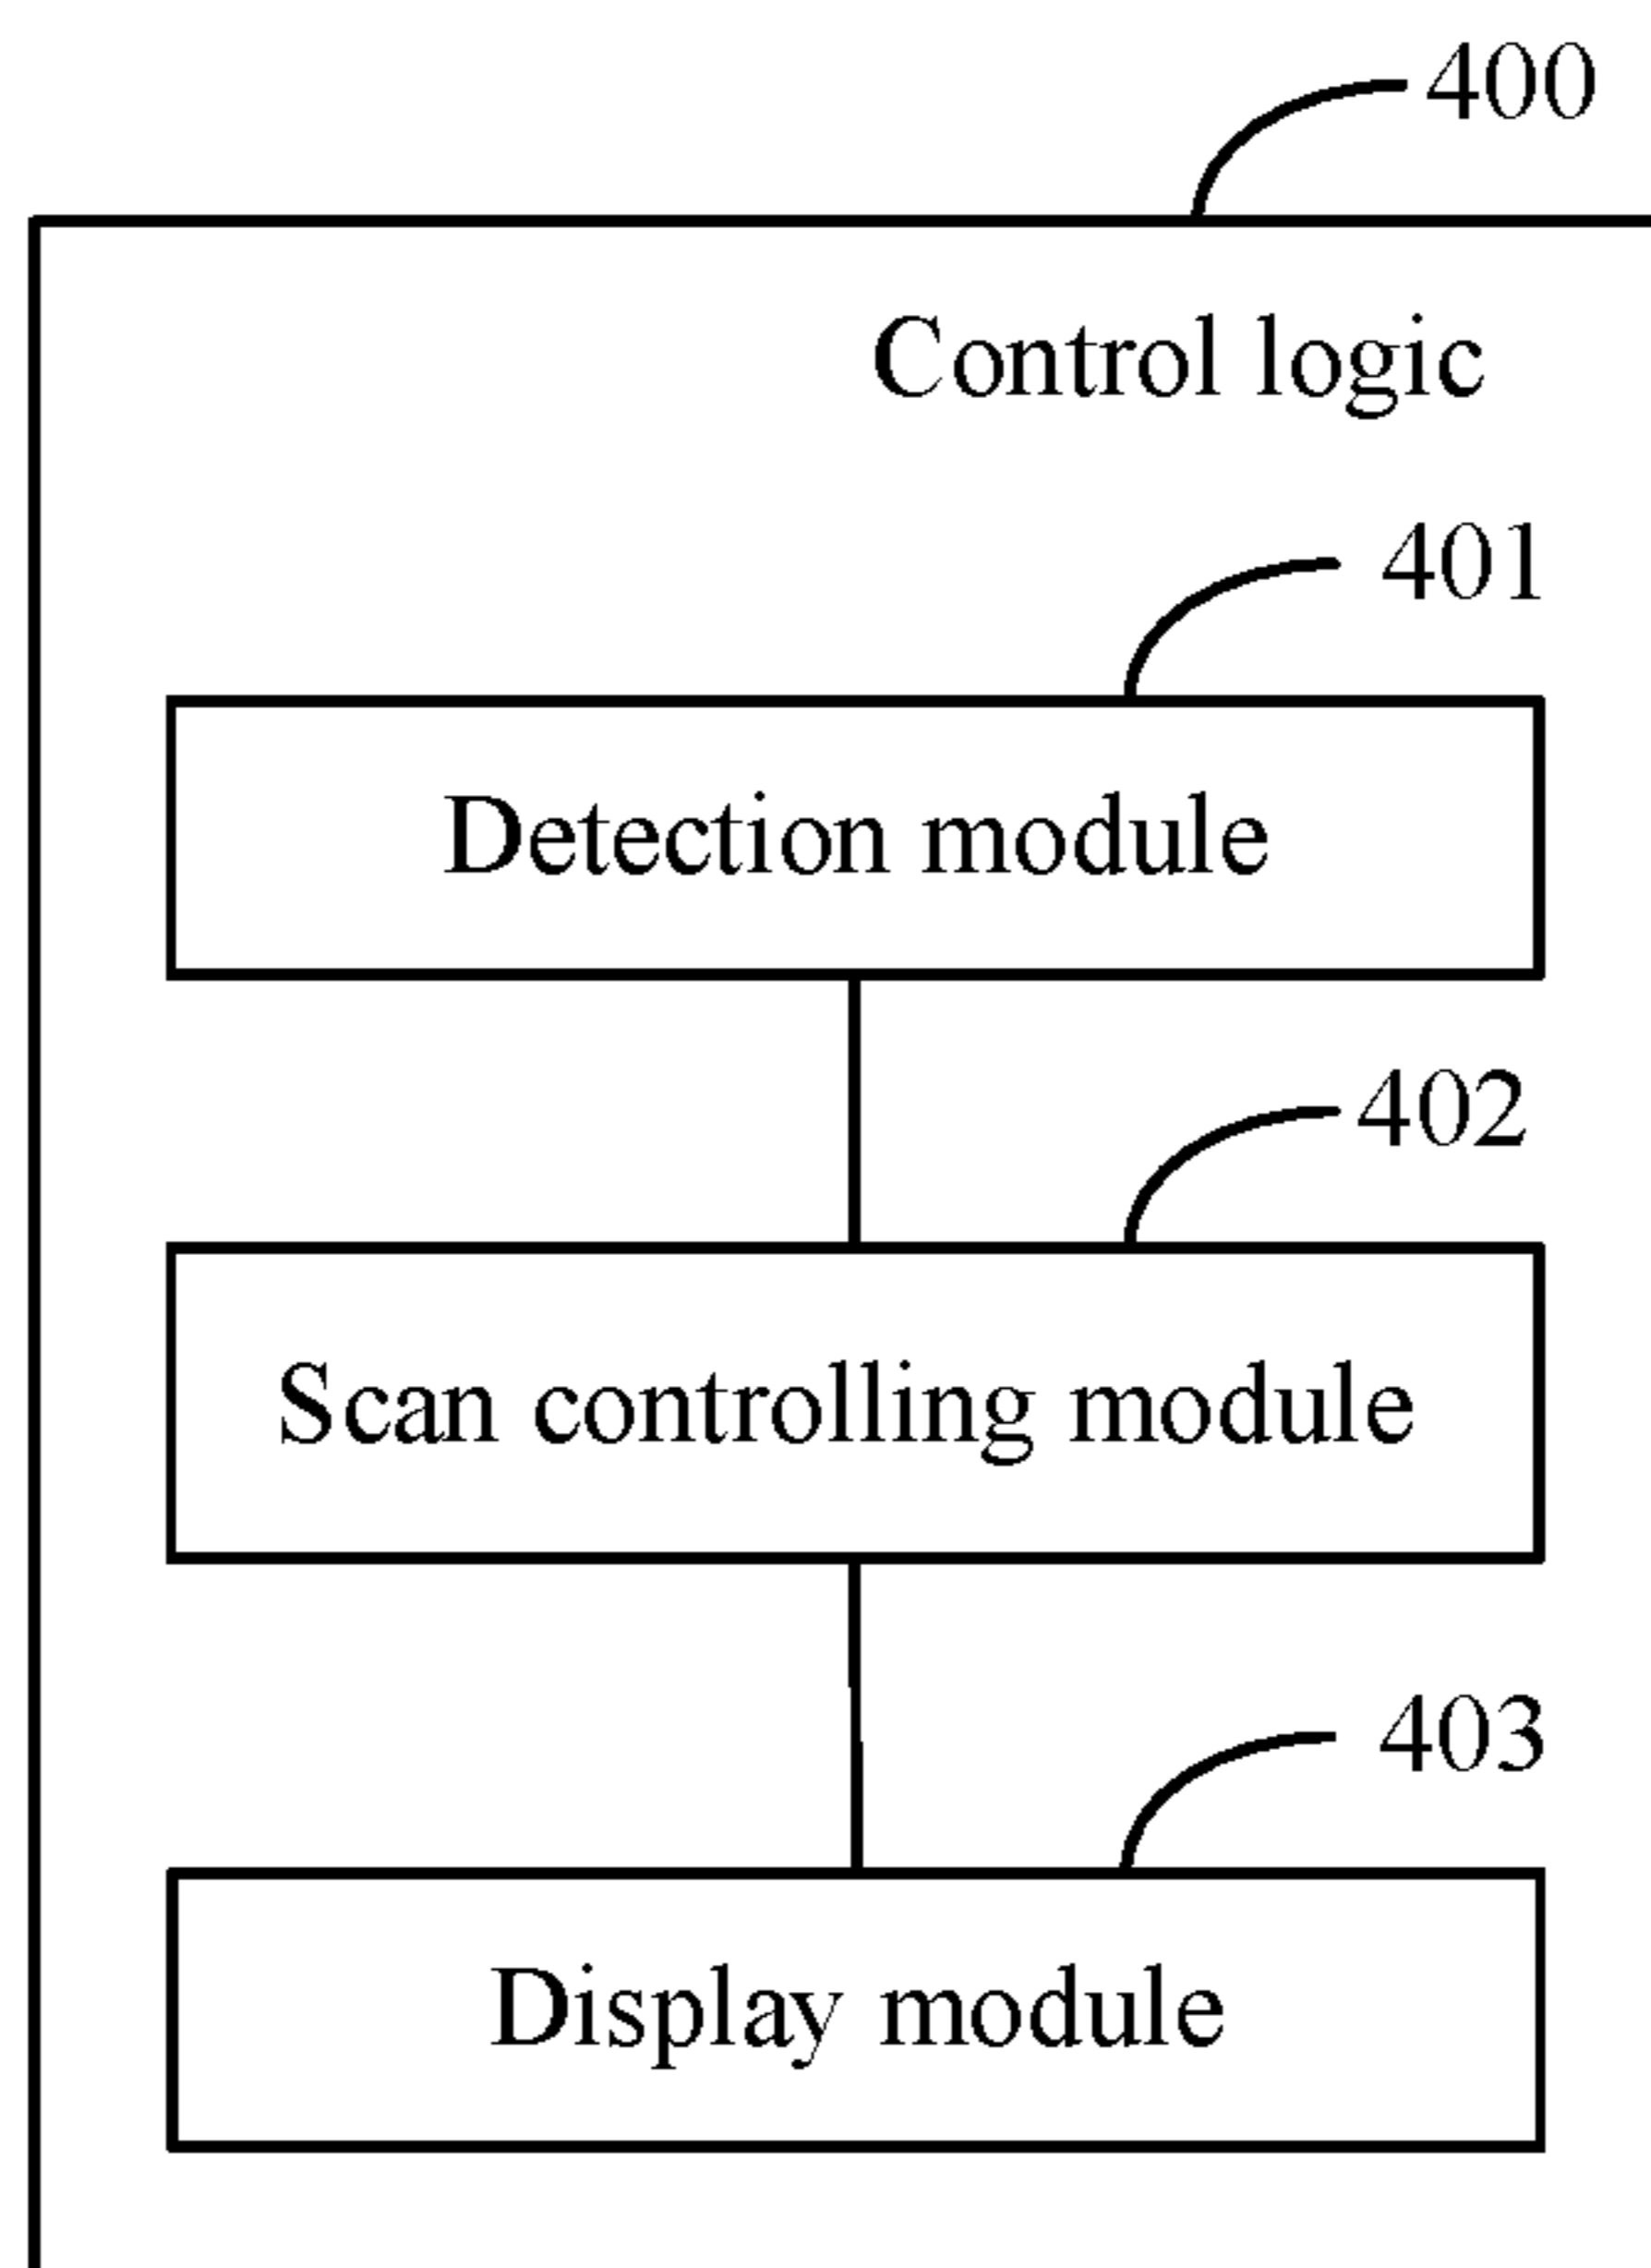 400
Control logic
401
Detection module
402
Scan controlling module
403
Display module